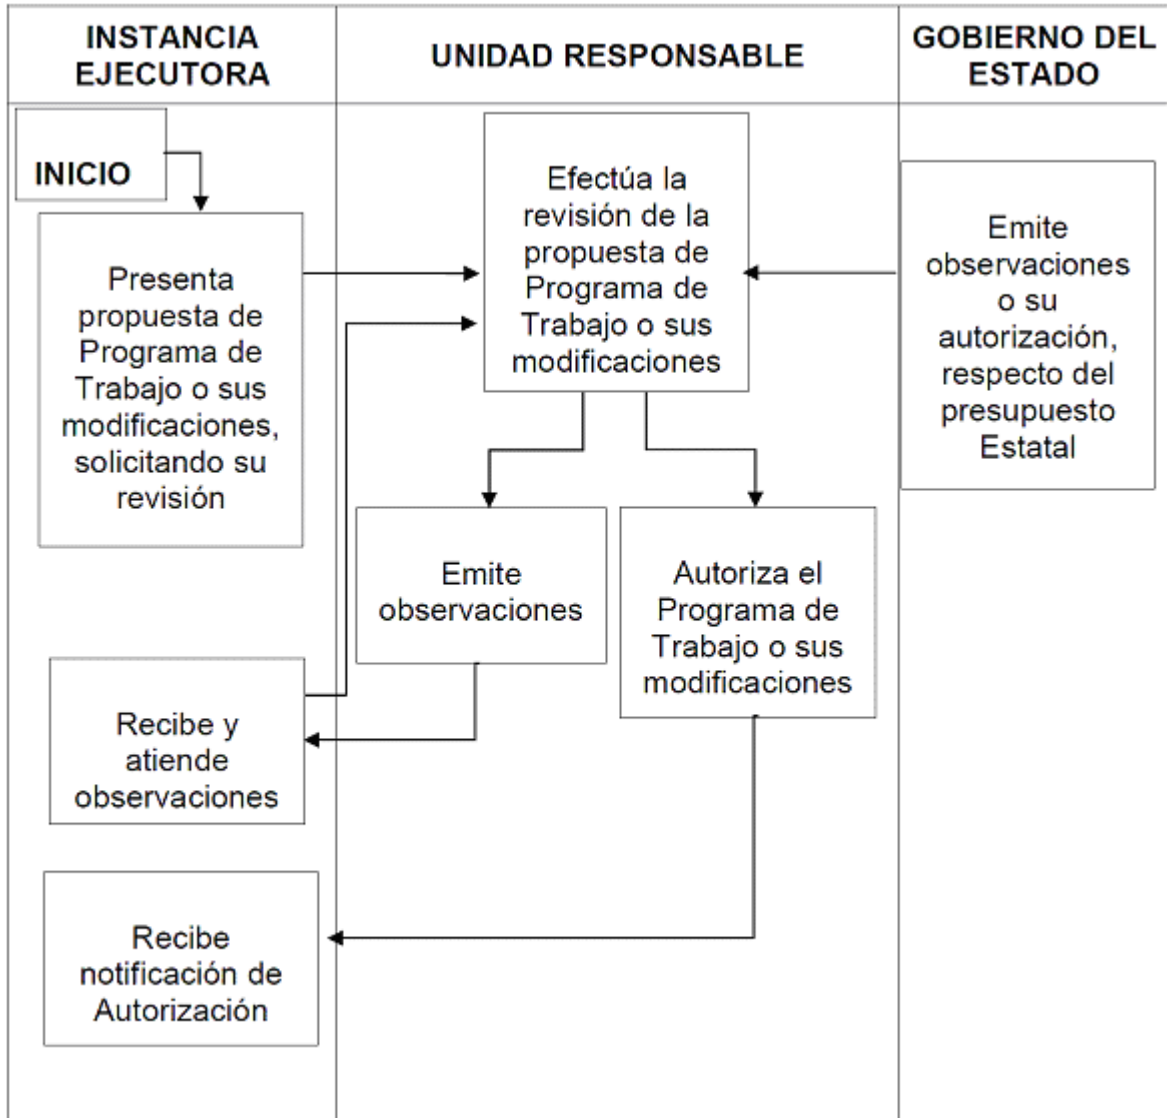 INSTANCIA
EJECUTORA
UNIDAD RESPONSABLE
GOBIERNO DEL
ESTADO
INICIO
Presenta
propuesta de
Programa de
Trabajo o sus
modificaciones,
solicitando su
revisión
Efectúa la
revisión de la
propuesta de
Programa de
Trabajo o sus
modificaciones
Emite
observaciones
o su
autorización,
respecto del
presupuesto
Estatal
Emite
observaciones
Autoriza el
Programa de
Trabajo o sus
modificaciones
Recibe y
atiende
observaciones
Recibe
notificación de
Autorización